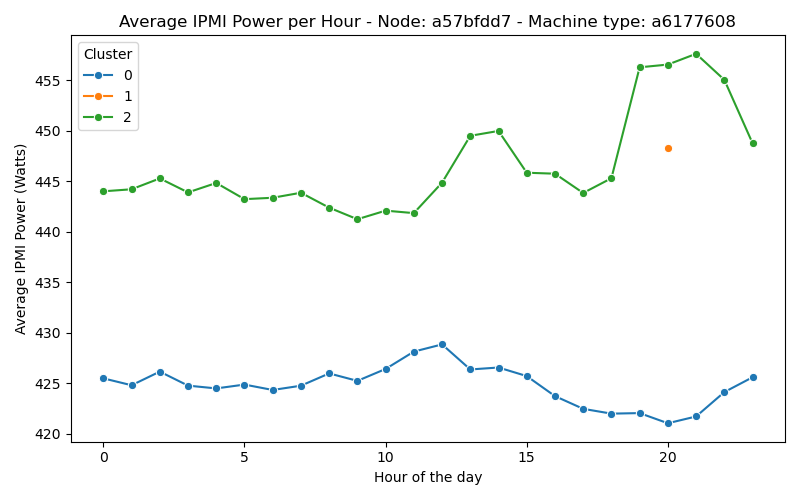 Average IPMI Power per Hour - Node: a57bfdd7 - Machine type: a6177608
Cluster
0
1
2
455
450
445
440
435
430
425
420
Average IPMI Power (Watts)
0 5 10 15 20
Hour of the day